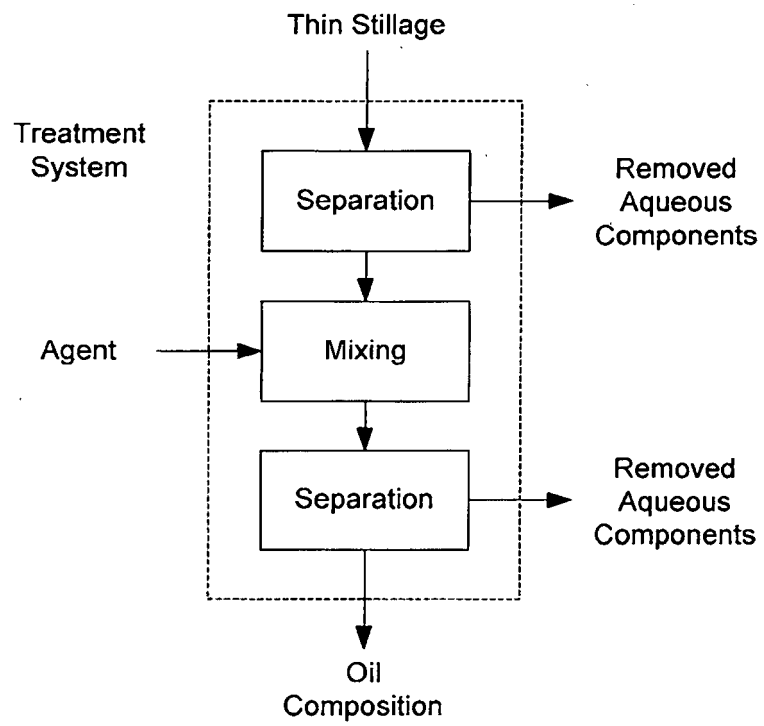 Thin Stillage
Treatment
System
Separation
Removed
Aqueous
Components
Agent
Mixing
Separation
Removed
Aqueous
Components
Oil
Composition